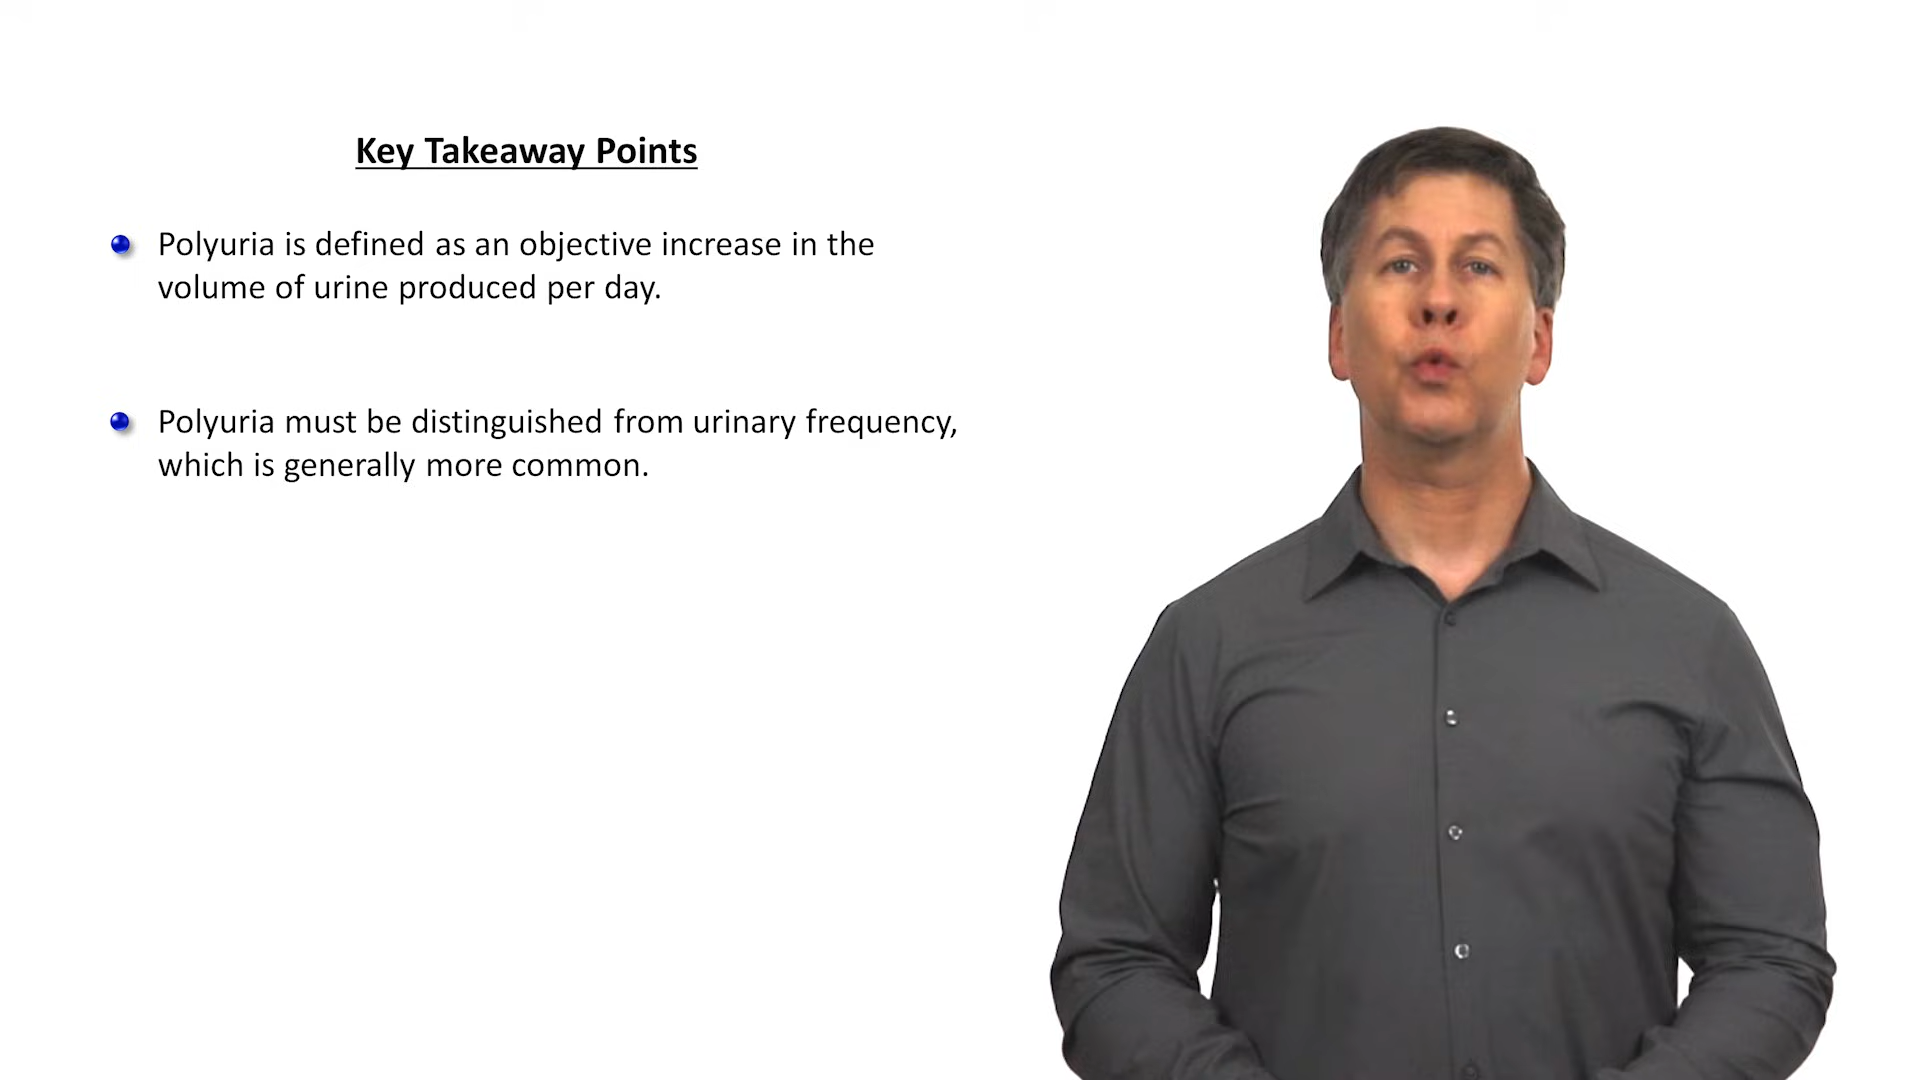 Key Takeaway Points
Polyuria is defined as an objective increase in the
volume of urine produced per day.
Polyuria must be distinguished from urinary frequency,
which is generally more common.